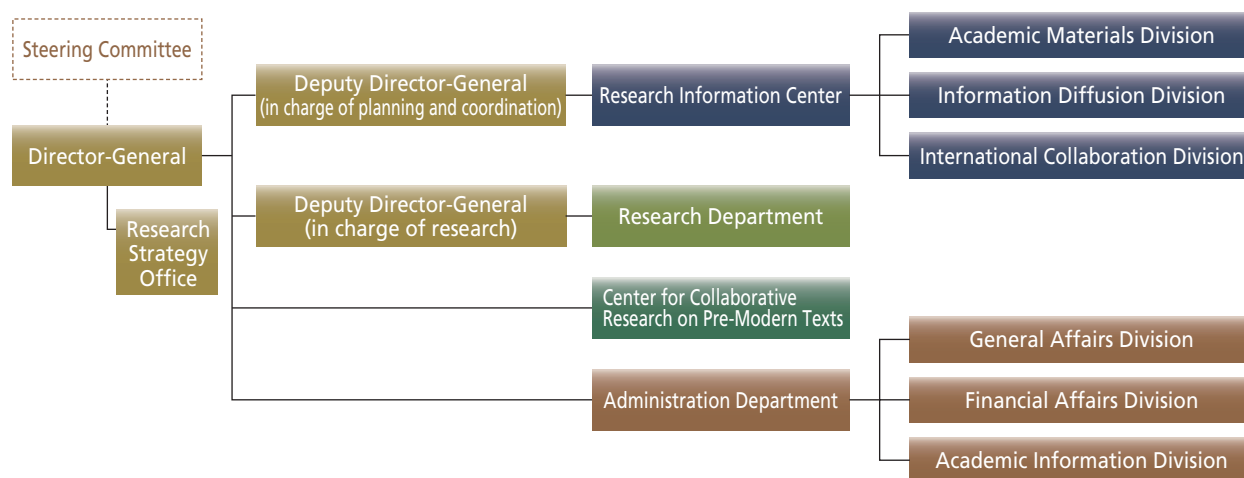 Steering Committee
Director-General
Research
Strategy
Office
Deputy Director-General
(in charge of planning and coordination)
Research Information Center
Academic Materials Division
Information Diffusion Division
International Collaboration Division
Deputy Director-General
(in charge of research)
Research Department
Center for Collaborative
Research on Pre-Modern Texts
Administration Department
General Affairs Division
Financial Affairs Division
Academic Information Division